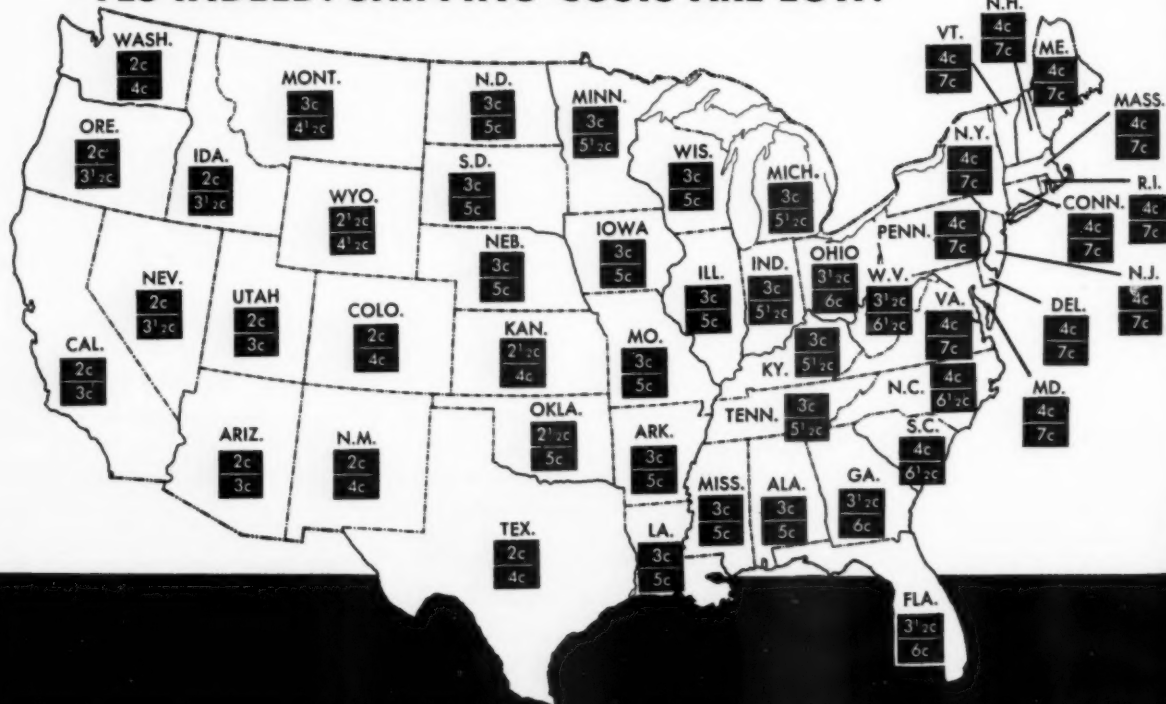 YES INDEED! SHIPPING COSTS ARE LOW!
WASH.
2c
4c
MONT.
3c
4½c
N.D.
3c
5c
MINN.
3c
5½c
VT.
4c
7c
N.H.
4c
7c
ME.
4c
7c
MASS.
4c
7c
ORE.
2c
3½c
IDA.
2c
3½c
WYO.
2½c
4½c
S.D.
3c
5c
WIS.
3c
5c
MICH.
3c
5½c
N.Y.
4c
7c
R.I.
4c
7c
CONN.
4c
7c
NEB.
3c
5c
IOWA
3c
5c
PENN.
4c
7c
N.J.
4c
7c
NEV.
2c
3½c
UTAH
2c
3c
COLO.
2c
4c
KAN.
2½c
4c
ILL.
3c
5c
IND.
3c
5½c
OHIO
3½c
6c
W.V.
3½c
6½c
VA.
4c
7c
DEL.
4c
7c
MD.
4c
7c
CAL.
2c
3c
MO.
3c
5c
KY.
3c
5½c
N.C.
4c
6½c
ARIZ.
2c
3c
N.M.
2c
4c
OKLA.
2½c
5c
ARK.
3c
5c
TENN.
3c
5½c
S.C.
4c
6½c
TEX.
2c
4c
LA.
3c
5c
MISS.
3c
5c
ALA.
3c
5c
GA.
3½c
6c
FLA.
3½c
6c